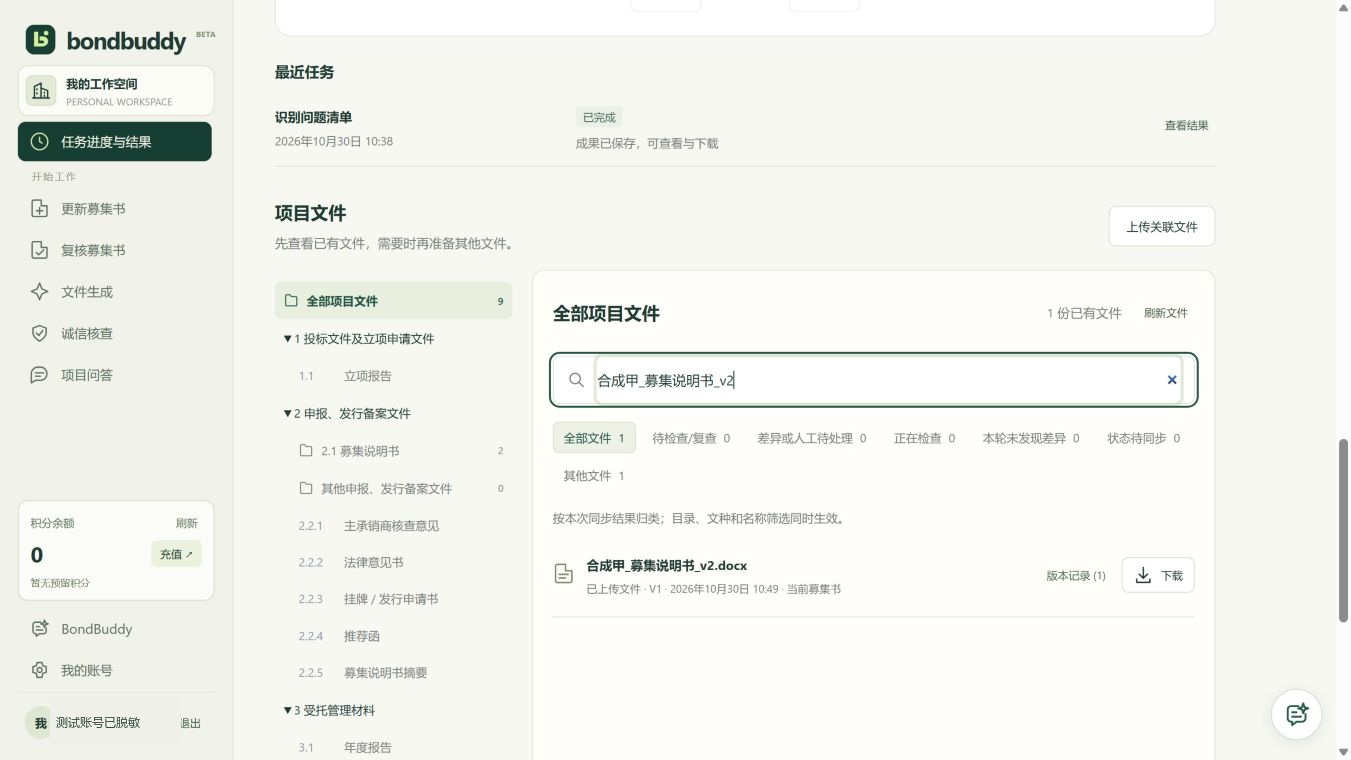 bondbuddy BETA
我的工作空间
PERSONAL WORKSPACE
任务进度与结果
开始工作
更新募集书
复核募集书
文件生成
诚信核查
项目问答
积分余额 刷新
0 充值 ↗
暂无预留积分
BondBuddy
我的账号
我 测试账号已脱敏 退出
最近任务
识别问题清单 已完成
2026年10月30日 10:38 成果已保存，可查看与下载 查看结果
项目文件
先查看已有文件，需要时再准备其他文件。
上传关联文件
全部项目文件 9
▼1 投标文件及立项申请文件
1.1 立项报告
▼2 申报、发行备案文件
2.1 募集说明书 2
其他申报、发行备案文件 0
2.2.1 主承销商核查意见
2.2.2 法律意见书
2.2.3 挂牌 / 发行申请书
2.2.4 推荐函
2.2.5 募集说明书摘要
▼3 受托管理材料
3.1 年度报告
全部项目文件 1 份已有文件 刷新文件
合成甲_募集说明书_v2
全部文件 1 待检查/复查 0 差异或人工待处理 0 正在检查 0 本轮未发现差异 0 状态待同步 0
其他文件 1
按本次同步结果归类；目录、文种和名称筛选同时生效。
合成甲_募集说明书_v2.docx
已上传文件 · V1 · 2026年10月30日 10:49 · 当前募集书
版本记录 (1) 下载